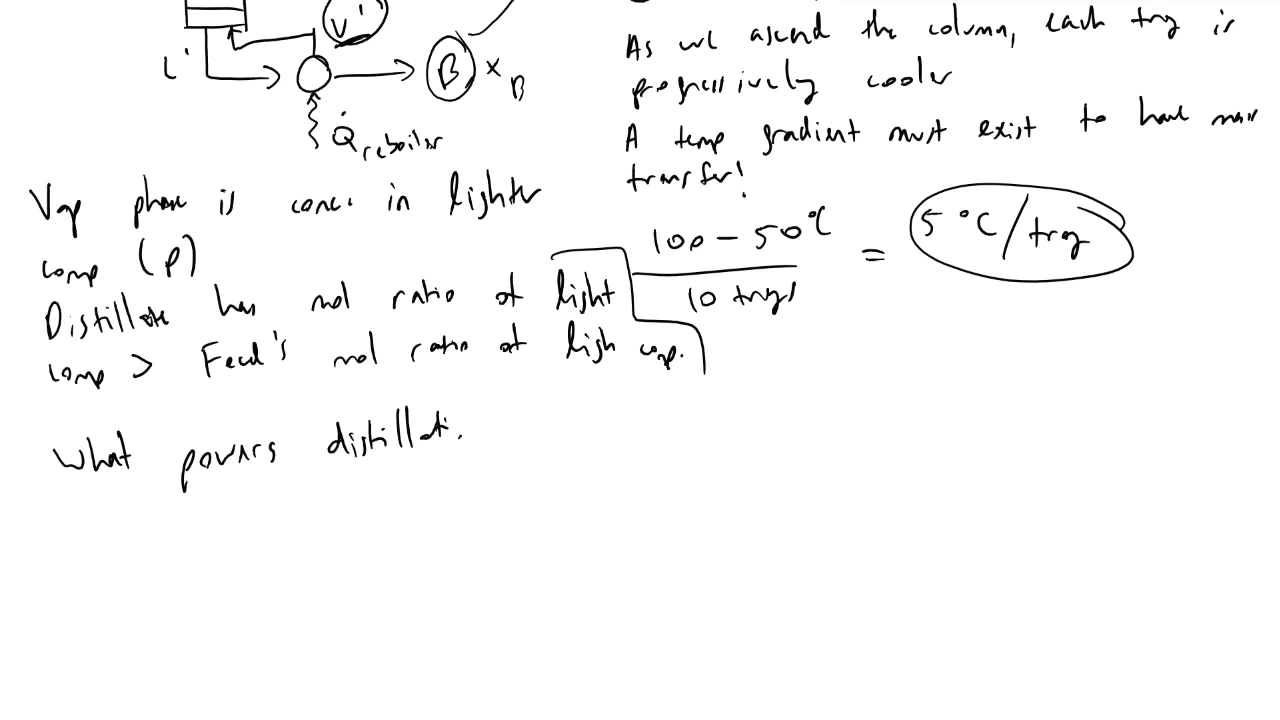 V'
L'
B
x B
Q̇ reboiler
As we ascend the column, each tray is
progressively cooler
A temp gradient must exist to have mass
transfer!
Vap phase is conc. in lighter
comp (P)
Distillate has mol ratio of light
comp > Feed's mol ratio of ligh comp.
100 - 50°C
10 trays
= 5 °C/tray
What powers distillati.